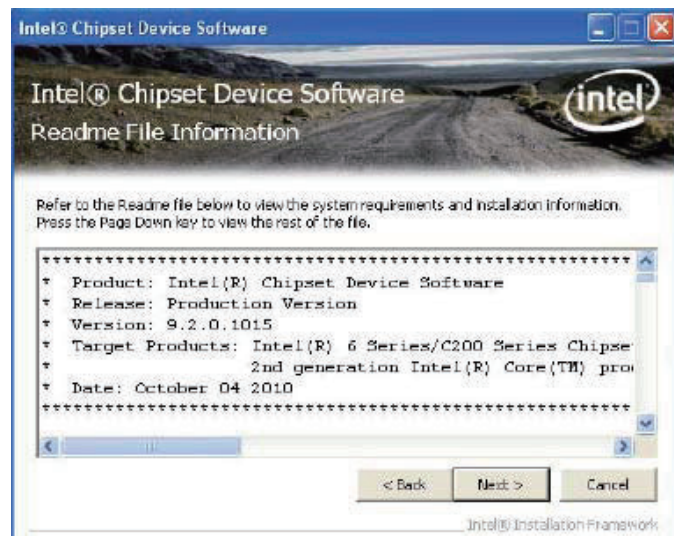 Intel® Chipset Device Software
Intel® Chipset Device Software
intel
Readme File Information
Refer to the Readme file below to view the system requirements and installation information.
Press the Page Down key to view the rest of the file.
************************************************************
* Product: Intel(R) Chipset Device Software
* Release: Production Version
* Version: 9.2.0.1015
* Target Products: Intel(R) 6 Series/C200 Series Chipse
* 2nd generation Intel(R) Core(TM) pro
* Date: October 04 2010
************************************************************
< Back Next > Cancel
Intel® Installation Framework